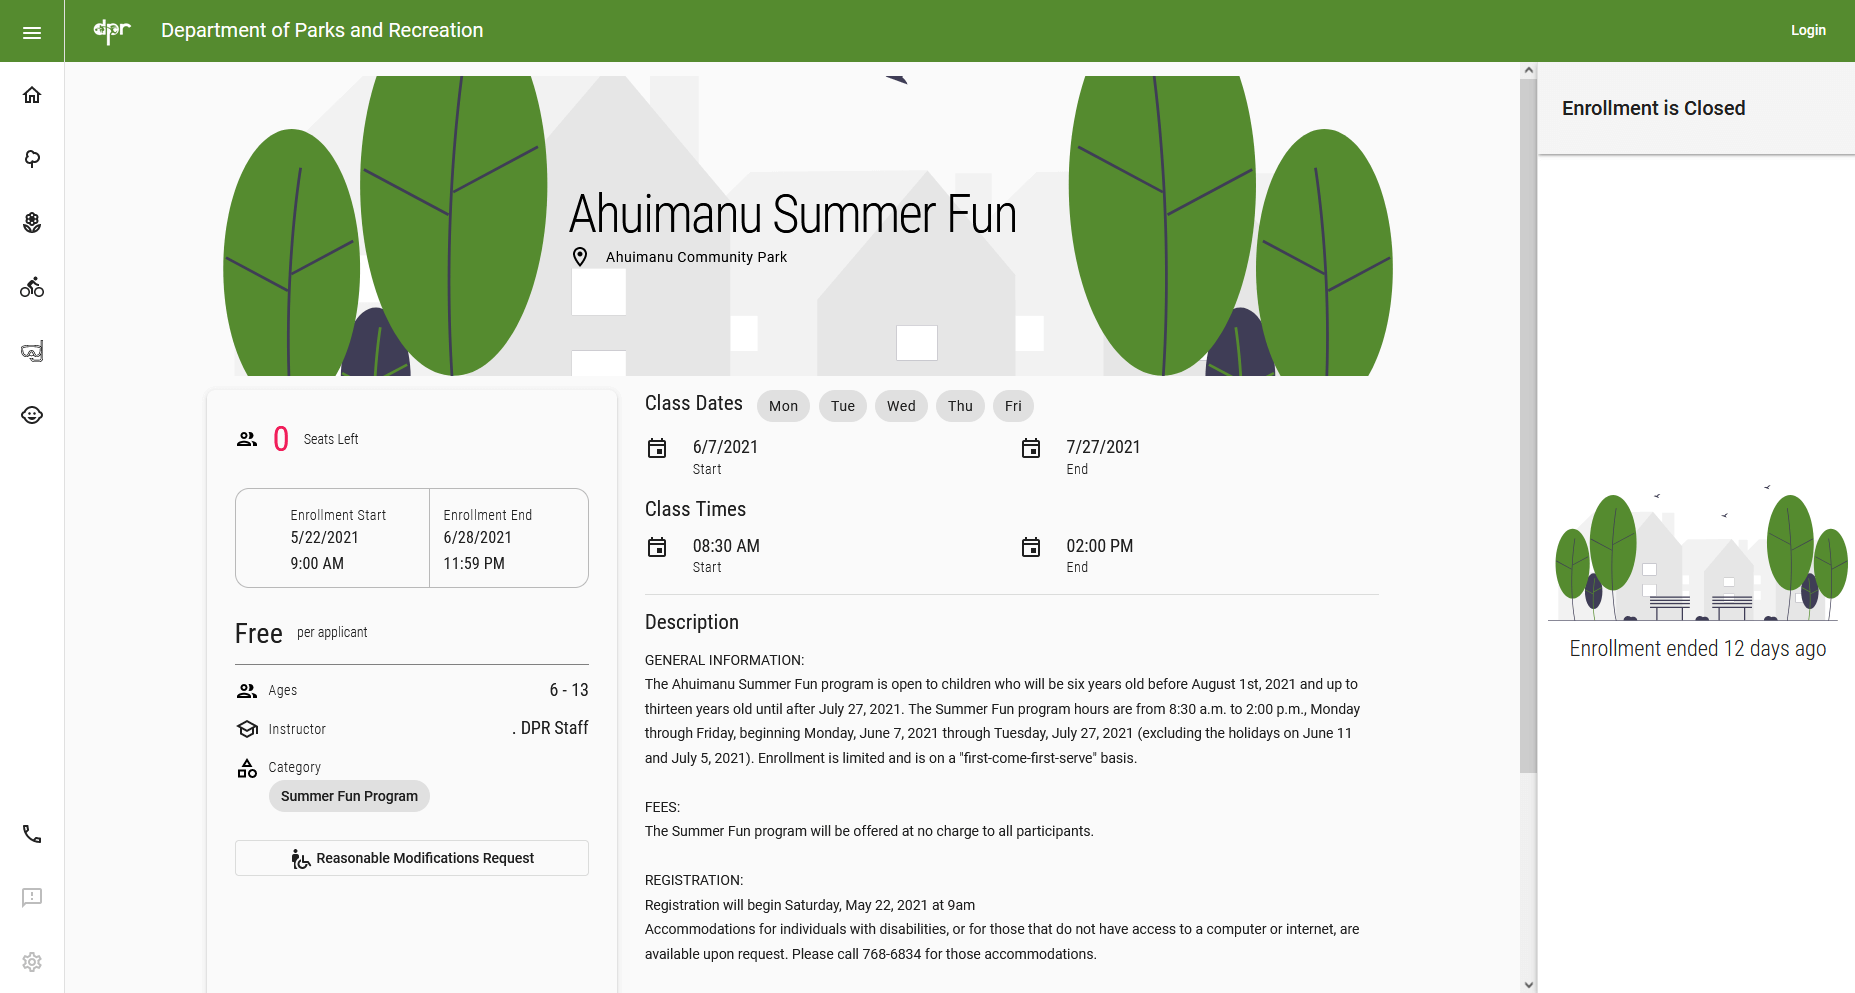 dpr
Department of Parks and Recreation
Login
Ahuimanu Summer Fun
Ahuimanu Community Park
Enrollment is Closed
Enrollment ended 12 days ago
0 Seats Left
Enrollment Start
5/22/2021
9:00 AM
Enrollment End
6/28/2021
11:59 PM
Free per applicant
Ages 6 - 13
Instructor . DPR Staff
Category
Summer Fun Program
Reasonable Modifications Request
Class Dates Mon Tue Wed Thu Fri
6/7/2021 7/27/2021
Start End
Class Times
08:30 AM 02:00 PM
Start End
Description
GENERAL INFORMATION:
The Ahuimanu Summer Fun program is open to children who will be six years old before August 1st, 2021 and up to
thirteen years old until after July 27, 2021. The Summer Fun program hours are from 8:30 a.m. to 2:00 p.m., Monday
through Friday, beginning Monday, June 7, 2021 through Tuesday, July 27, 2021 (excluding the holidays on June 11
and July 5, 2021). Enrollment is limited and is on a "first-come-first-serve" basis.
FEES:
The Summer Fun program will be offered at no charge to all participants.
REGISTRATION:
Registration will begin Saturday, May 22, 2021 at 9am
Accommodations for individuals with disabilities, or for those that do not have access to a computer or internet, are
available upon request. Please call 768-6834 for those accommodations.